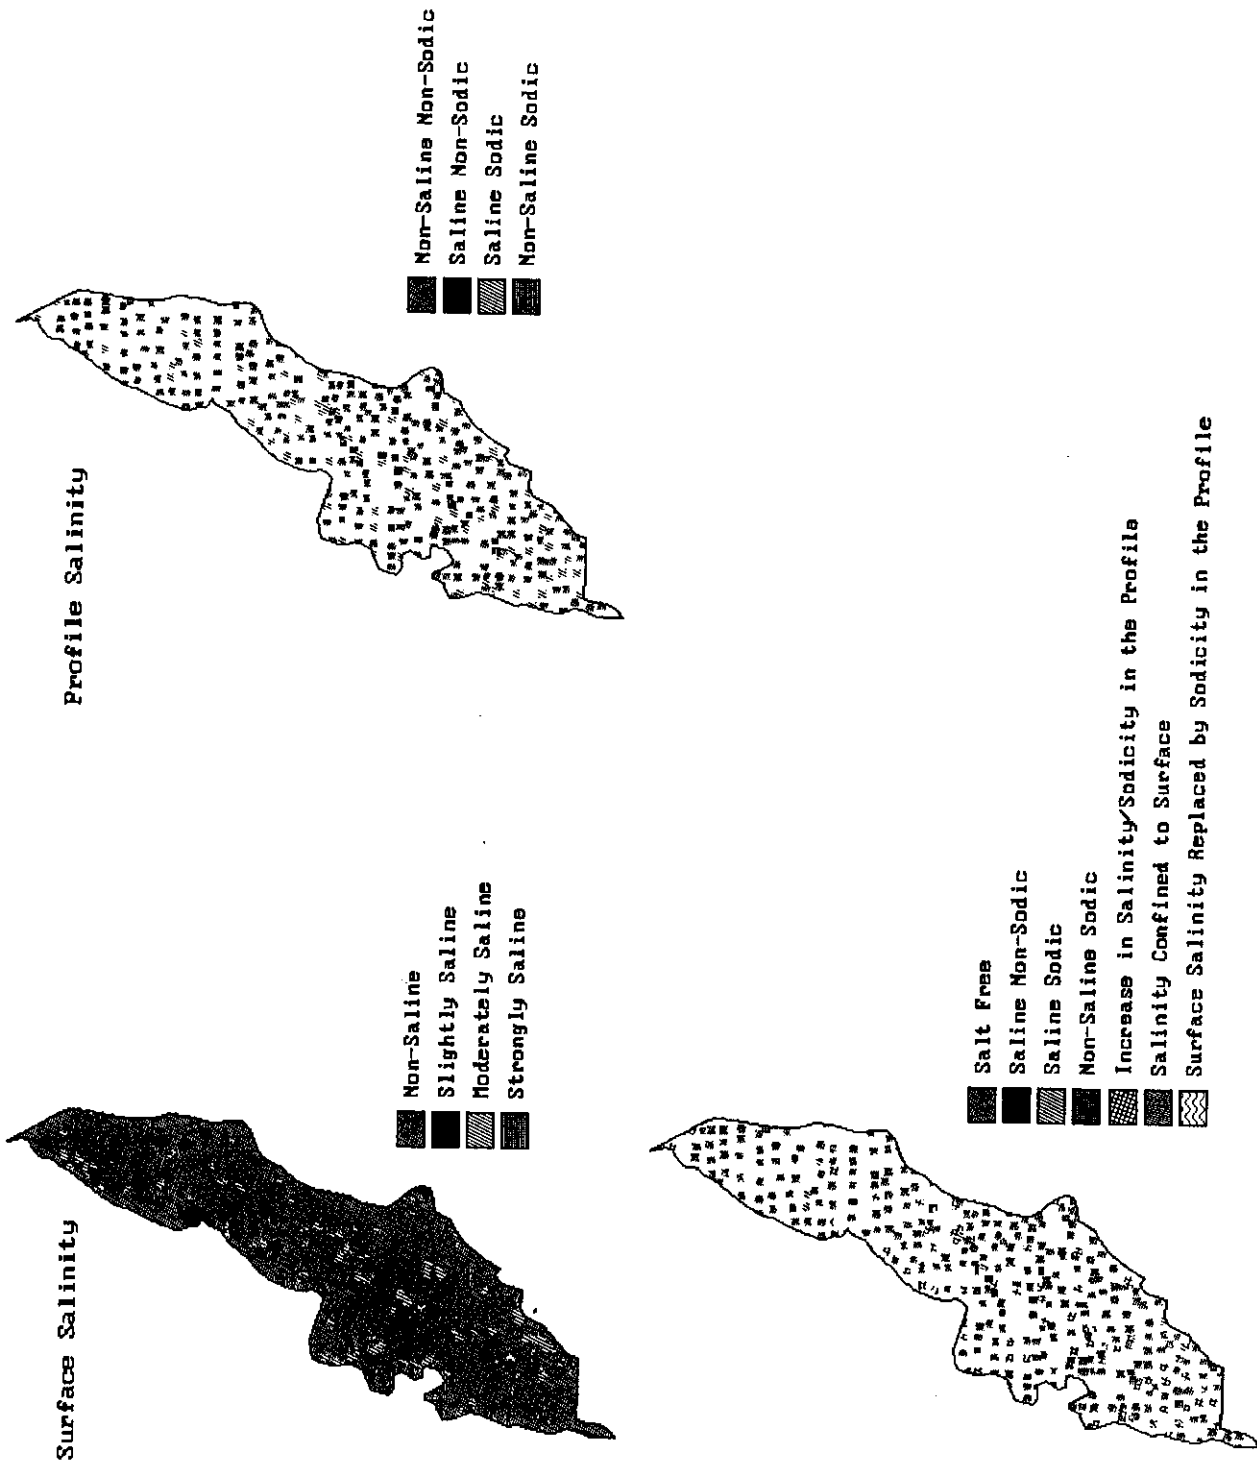 Surface Salinity
Non-Saline
Slightly Saline
Moderately Saline
Strongly Saline
Profile Salinity
Non-Saline Non-Sodic
Saline Non-Sodic
Saline Sodic
Non-Saline Sodic
Salt Free
Saline Non-Sodic
Saline Sodic
Non-Saline Sodic
Increase in Salinity/Sodicity in the Profile
Salinity Confined to Surface
Surface Salinity Replaced by Sodicity in the Profile